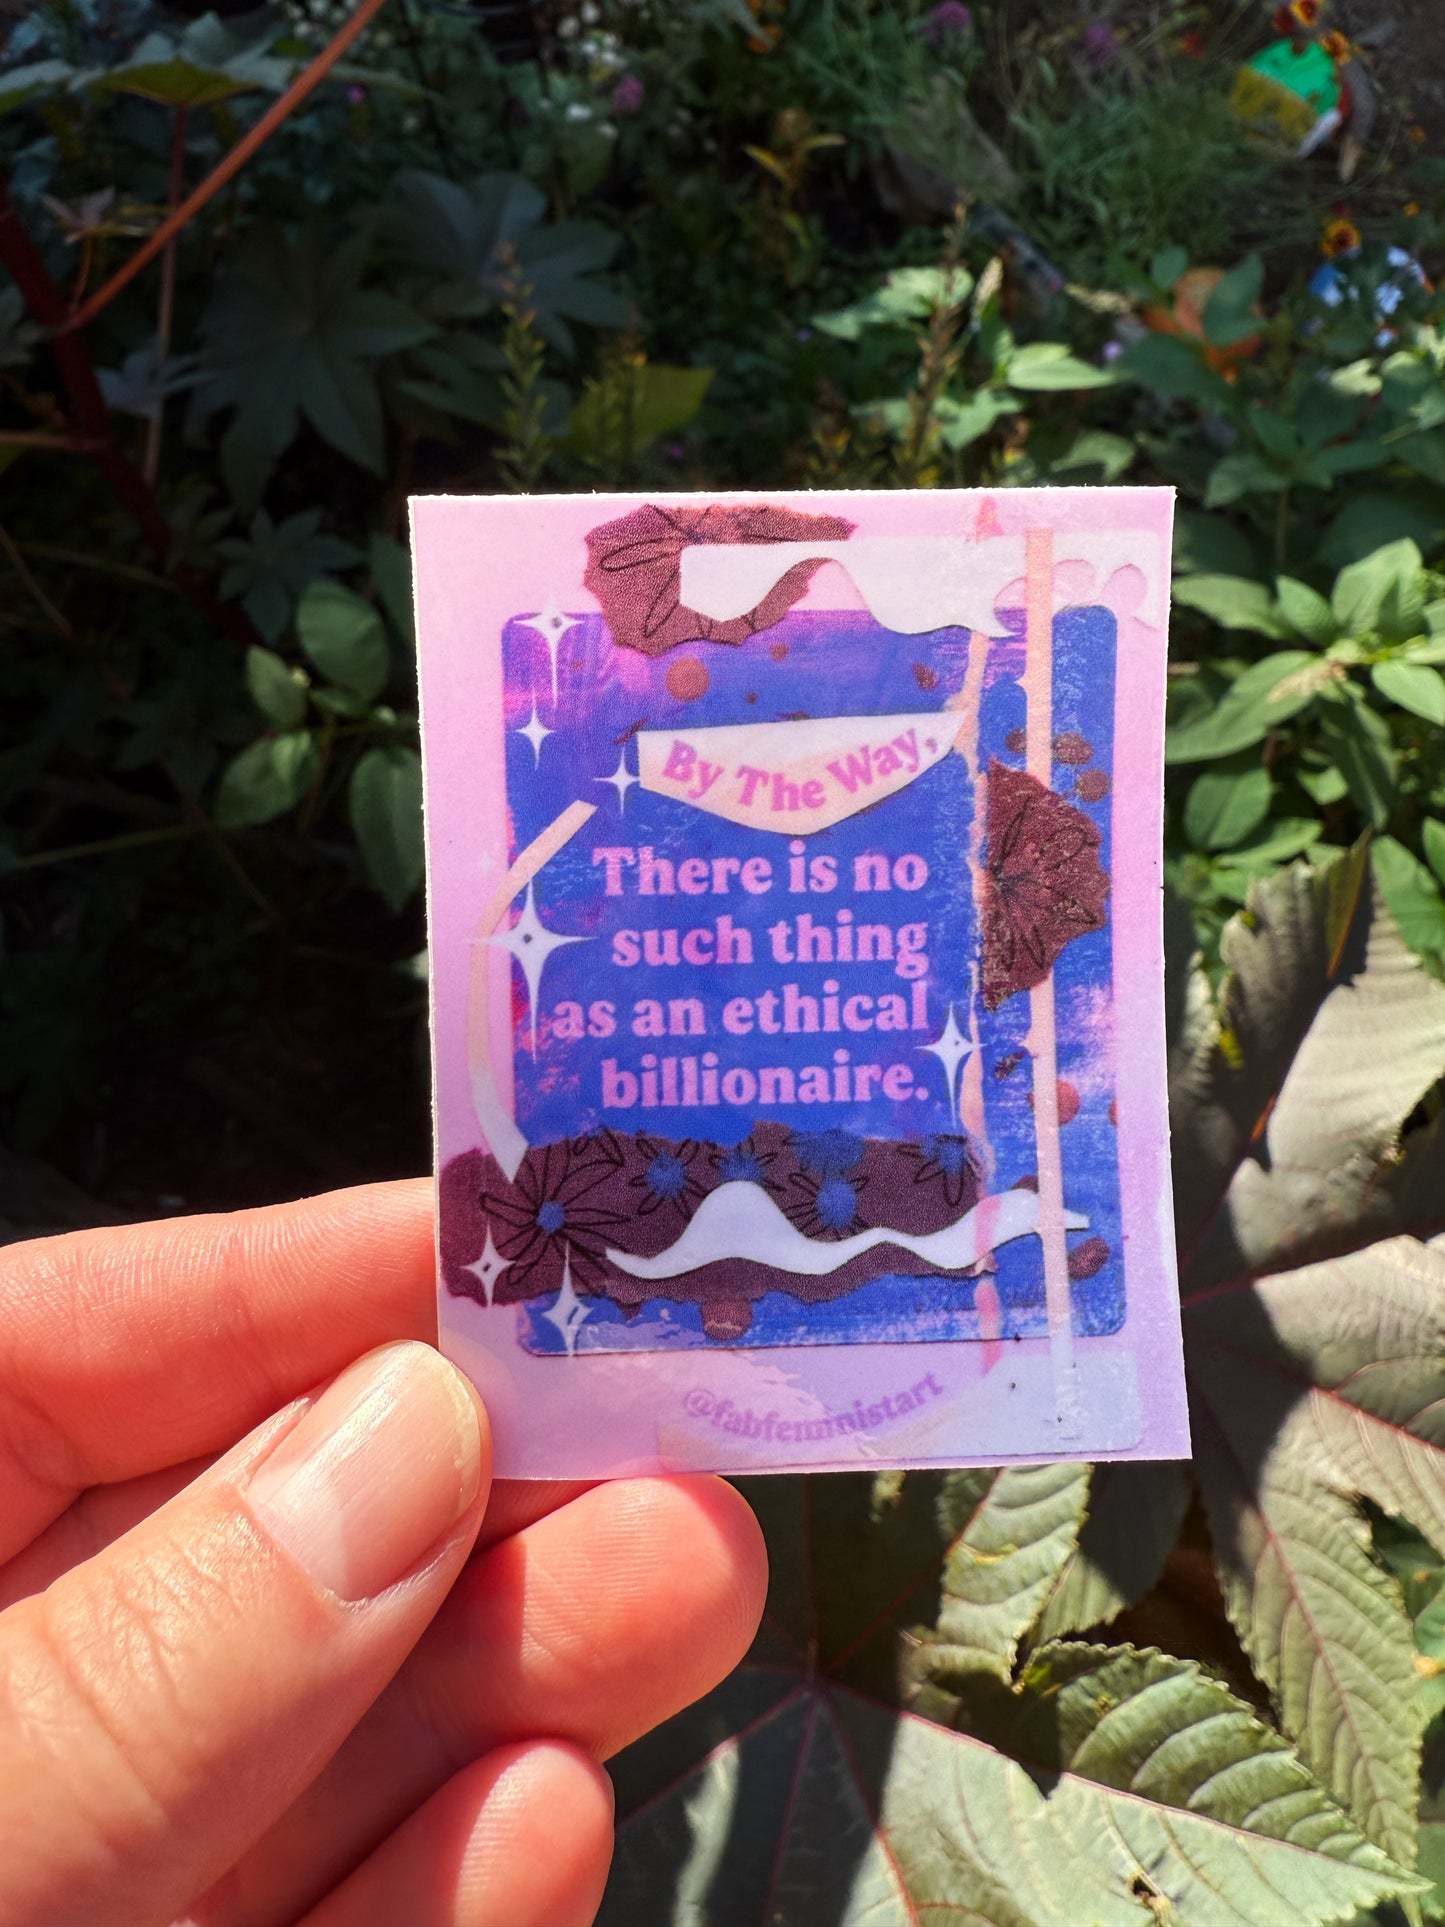 By The Way,
There is no
such thing
as an ethical
billionaire.
@fabfeministart